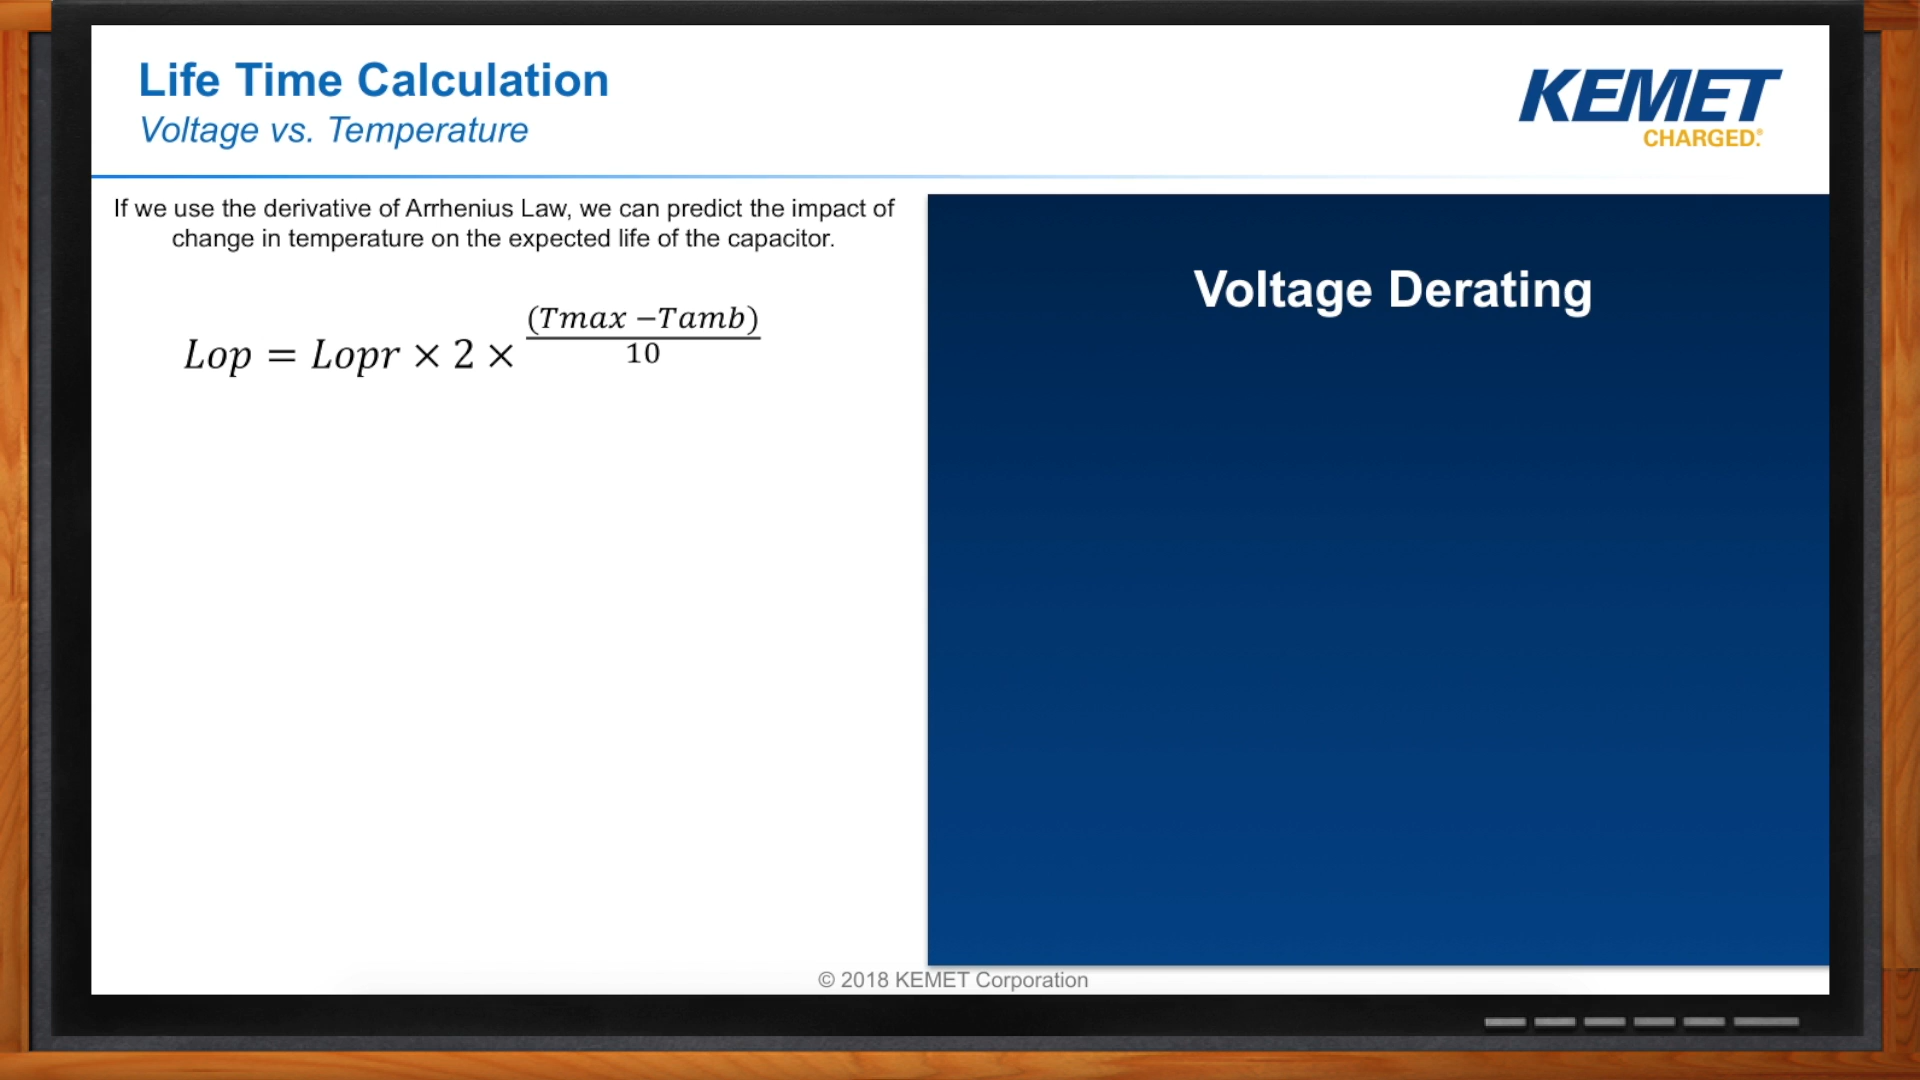 Life Time Calculation
Voltage vs. Temperature
KEMET
CHARGED.®
If we use the derivative of Arrhenius Law, we can predict the impact of
change in temperature on the expected life of the capacitor.
Lop = Lopr × 2 × (Tmax −Tamb)/10
Voltage Derating
© 2018 KEMET Corporation